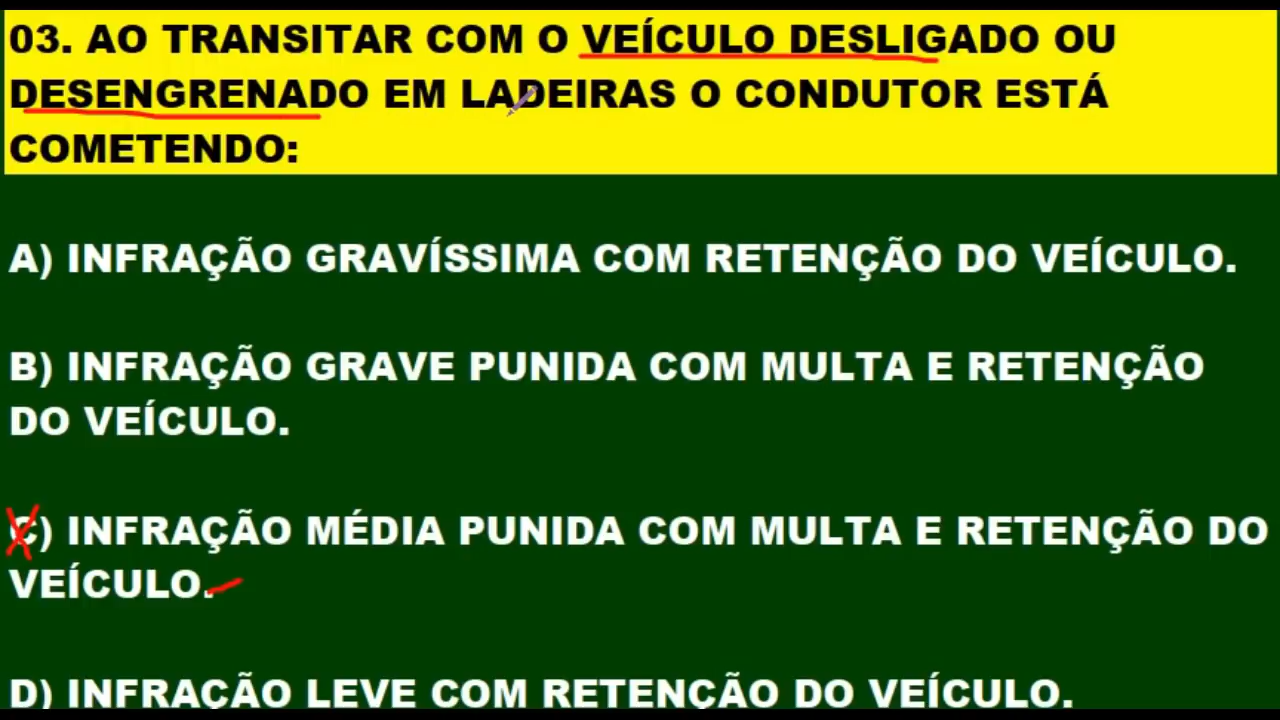 03. AO TRANSITAR COM O VEÍCULO DESLIGADO OU
DESENGRENADO EM LADEIRAS O CONDUTOR ESTÁ
COMETENDO:
A) INFRAÇÃO GRAVÍSSIMA COM RETENÇÃO DO VEÍCULO.
B) INFRAÇÃO GRAVE PUNIDA COM MULTA E RETENÇÃO
DO VEÍCULO.
C) INFRAÇÃO MÉDIA PUNIDA COM MULTA E RETENÇÃO DO
VEÍCULO.
D) INFRAÇÃO LEVE COM RETENÇÃO DO VEÍCULO.